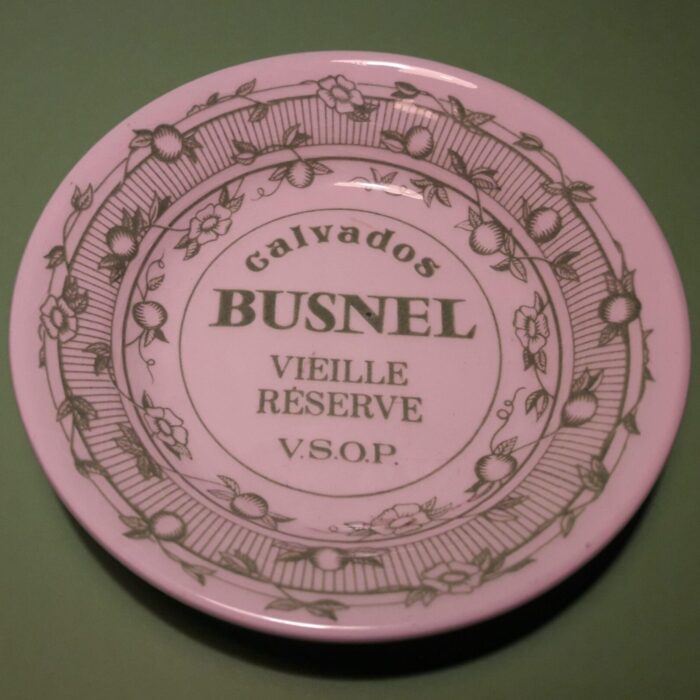 calvados
BUSNEL
VIEILLE
RÉSERVE
V.S.O.P.